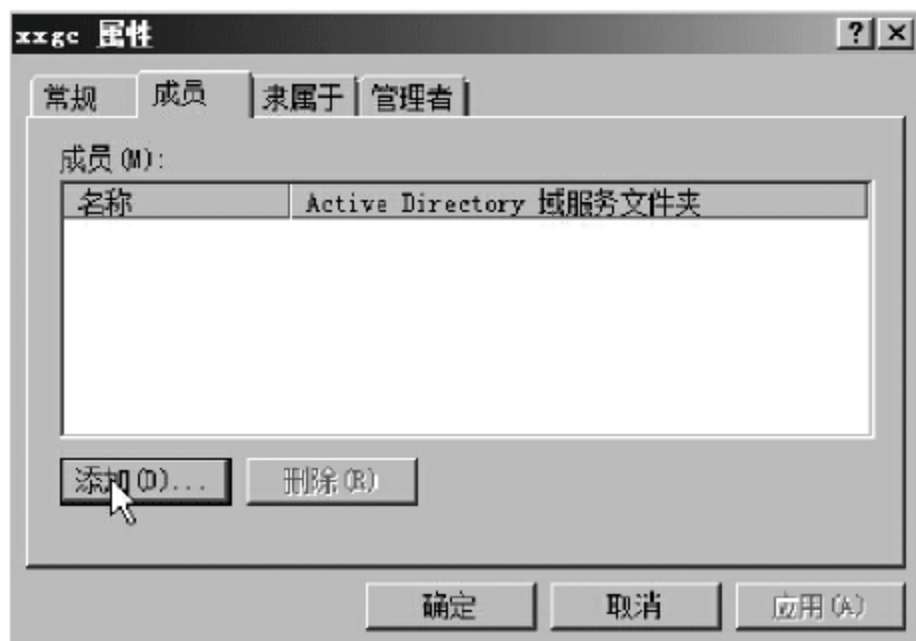 xxgc 属性
常规 成员 隶属于 管理者
成员(M):
名称 Active Directory 域服务文件夹
添加(D)... 删除(R)
确定 取消 应用(A)